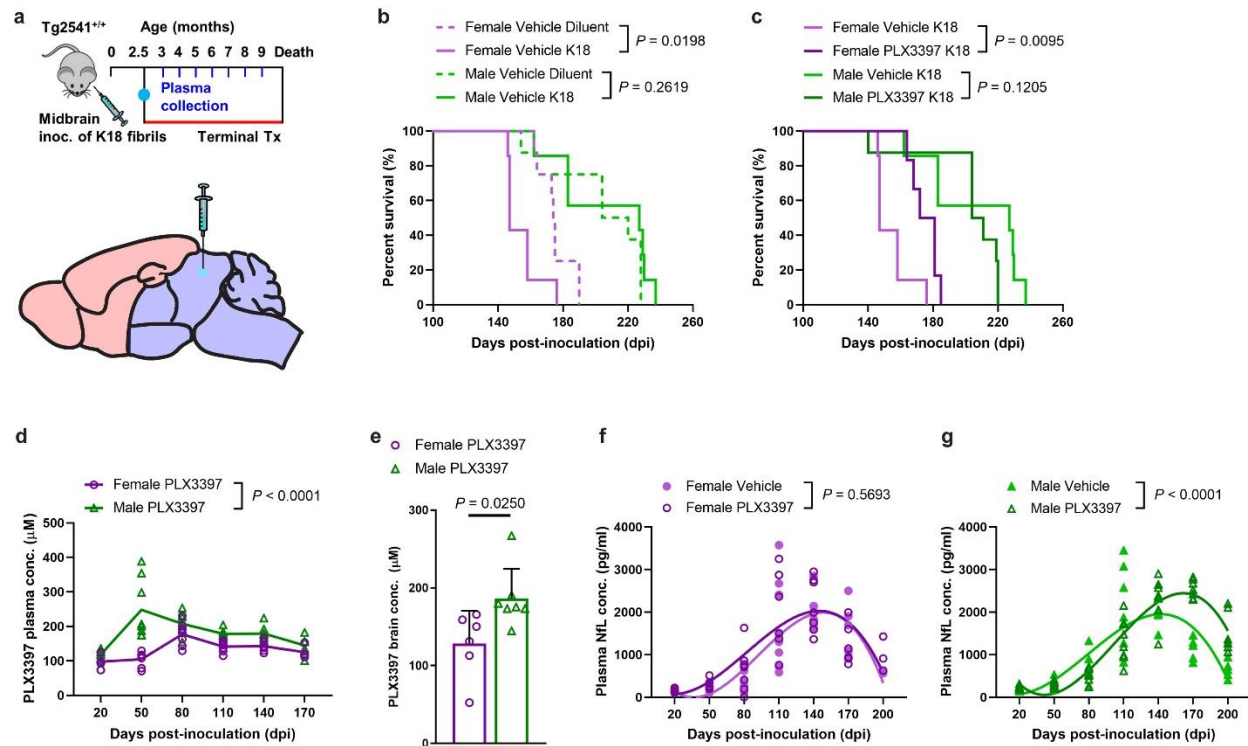 a
Tg2541+/+
Age (months)
0 2.5 3 4 5 6 7 8 9 Death
Plasma
collection
Midbrain
inoc. of K18 fibrils
Terminal Tx
b
Female Vehicle Diluent
Female Vehicle K18
P = 0.0198
Male Vehicle Diluent
Male Vehicle K18
P = 0.2619
Percent survival (%)
100
80
60
40
20
0
100 140 180 220 260
Days post-inoculation (dpi)
c
Female Vehicle K18
Female PLX3397 K18
P = 0.0095
Male Vehicle K18
Male PLX3397 K18
P = 0.1205
Percent survival (%)
100
80
60
40
20
0
100 140 180 220 260
Days post-inoculation (dpi)
d
Female PLX3397
Male PLX3397
P < 0.0001
PLX3397 plasma conc. (μM)
500
400
300
200
100
0
20 50 80 110 140 170
Days post-inoculation (dpi)
e
Female PLX3397
Male PLX3397
P = 0.0250
PLX3397 brain conc. (μM)
300
200
100
0
f
Female Vehicle
Female PLX3397
P = 0.5693
Plasma NfL conc. (pg/ml)
4000
3000
2000
1000
0
20 50 80 110 140 170 200
Days post-inoculation (dpi)
g
Male Vehicle
Male PLX3397
P < 0.0001
Plasma NfL conc. (pg/ml)
4000
3000
2000
1000
0
20 50 80 110 140 170 200
Days post-inoculation (dpi)